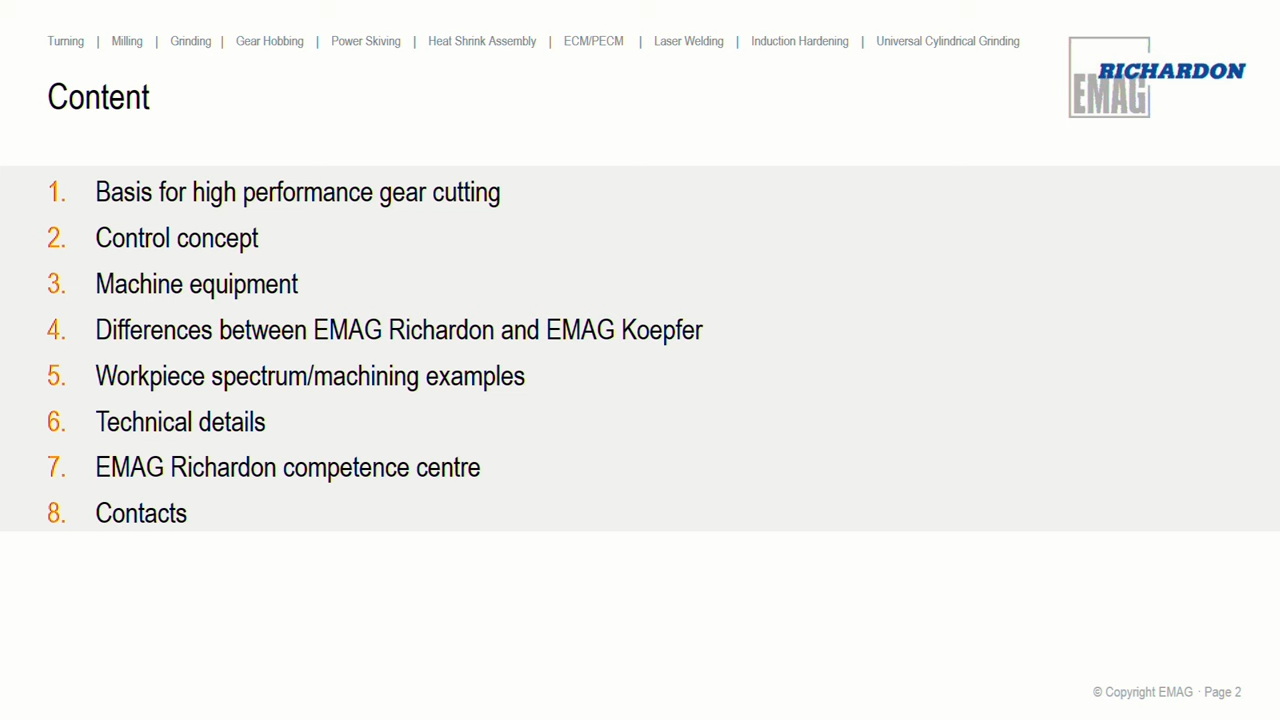 Turning | Milling | Grinding | Gear Hobbing | Power Skiving | Heat Shrink Assembly | ECM/PECM | Laser Welding | Induction Hardening | Universal Cylindrical Grinding
RICHARDON
EMAG
Content
1. Basis for high performance gear cutting
2. Control concept
3. Machine equipment
4. Differences between EMAG Richardon and EMAG Koepfer
5. Workpiece spectrum/machining examples
6. Technical details
7. EMAG Richardon competence centre
8. Contacts
© Copyright EMAG · Page 2